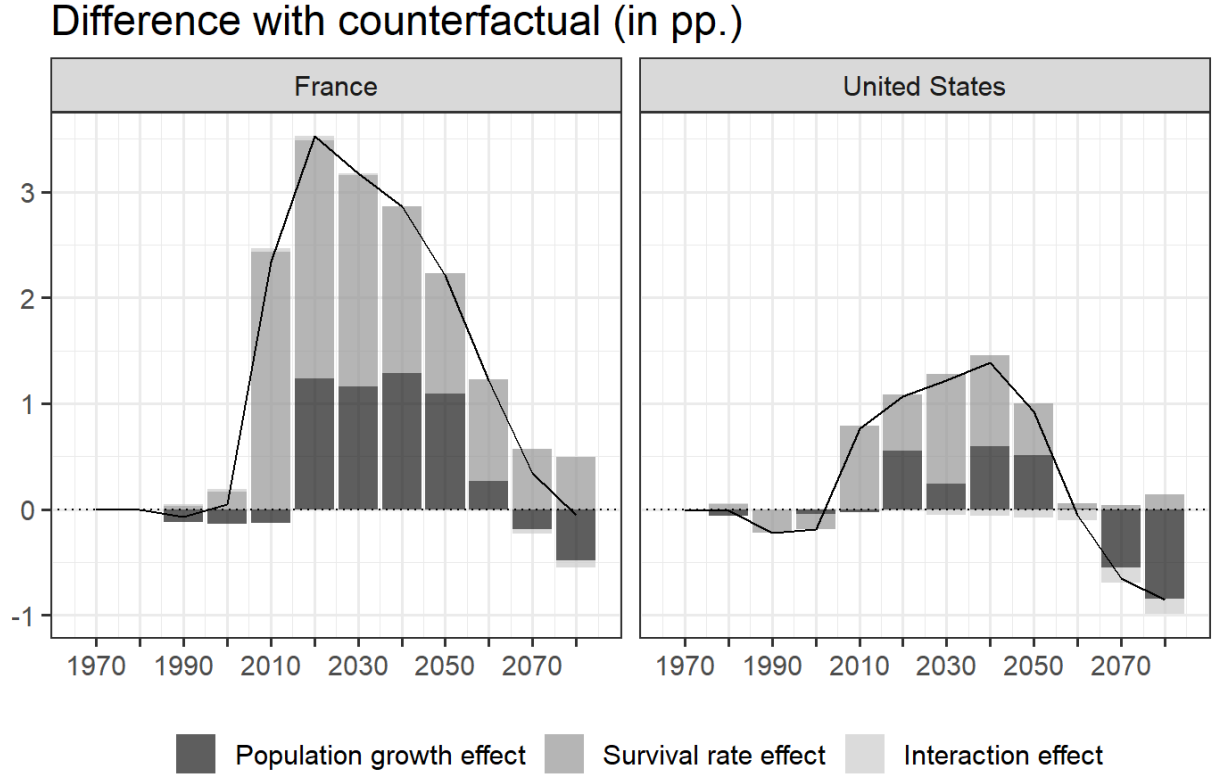 Difference with counterfactual (in pp.)
France
United States
3
2
1
0
-1
1970 1990 2010 2030 2050 2070
1970 1990 2010 2030 2050 2070
Population growth effect Survival rate effect Interaction effect